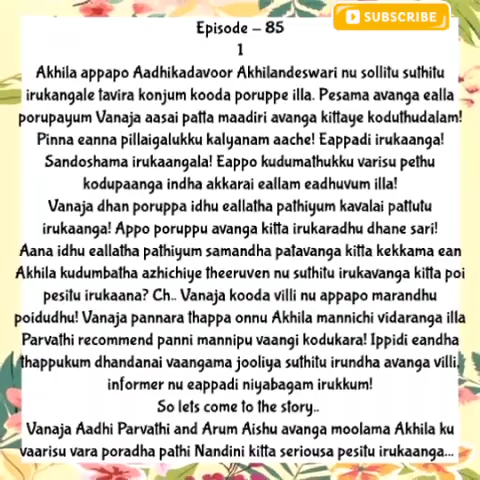 SUBSCRIBE
Episode - 85
1
Akhila appapo Aadhikadavoor Akhilandeswari nu sollitu suthitu
irukangale tavira konjum kooda poruppe illa. Pesama avanga ealla
porupayum Vanaja aasai patta maadiri avanga kittaye koduthudalam!
Pinna eanna pillaigalukku kalyanam aache! Eappadi irukaanga!
Sandoshama irukaangala! Eappo kudumathukku varisu pethu
kodupaanga indha akkarai eallam eadhuvum illa!
Vanaja dhan poruppa idhu eallatha pathiyum kavalai pattutu
irukaanga! Appo poruppu avanga kitta irukaradhu dhane sari!
Aana idhu eallatha pathiyum samandha patavanga kitta kekkama ean
Akhila kudumbatha azhichiye theeruven nu suthitu irukavanga kitta poi
pesitu irukaana? Ch.. Vanaja kooda villi nu appapo marandhu
poidudhu! Vanaja pannara thappa onnu Akhila mannichi vidaranga illa
Parvathi recommend panni mannipu vaangi kodukara! Ippidi eandha
thappukum dhandanai vaangama jooliya suthitu irundha avanga villi,
informer nu eappadi niyabagam irukkum!
So lets come to the story..
Vanaja Aadhi Parvathi and Arum Aishu avanga moolama Akhila ku
vaarisu vara poradha pathi Nandini kitta seriousa pesitu irukaanga...